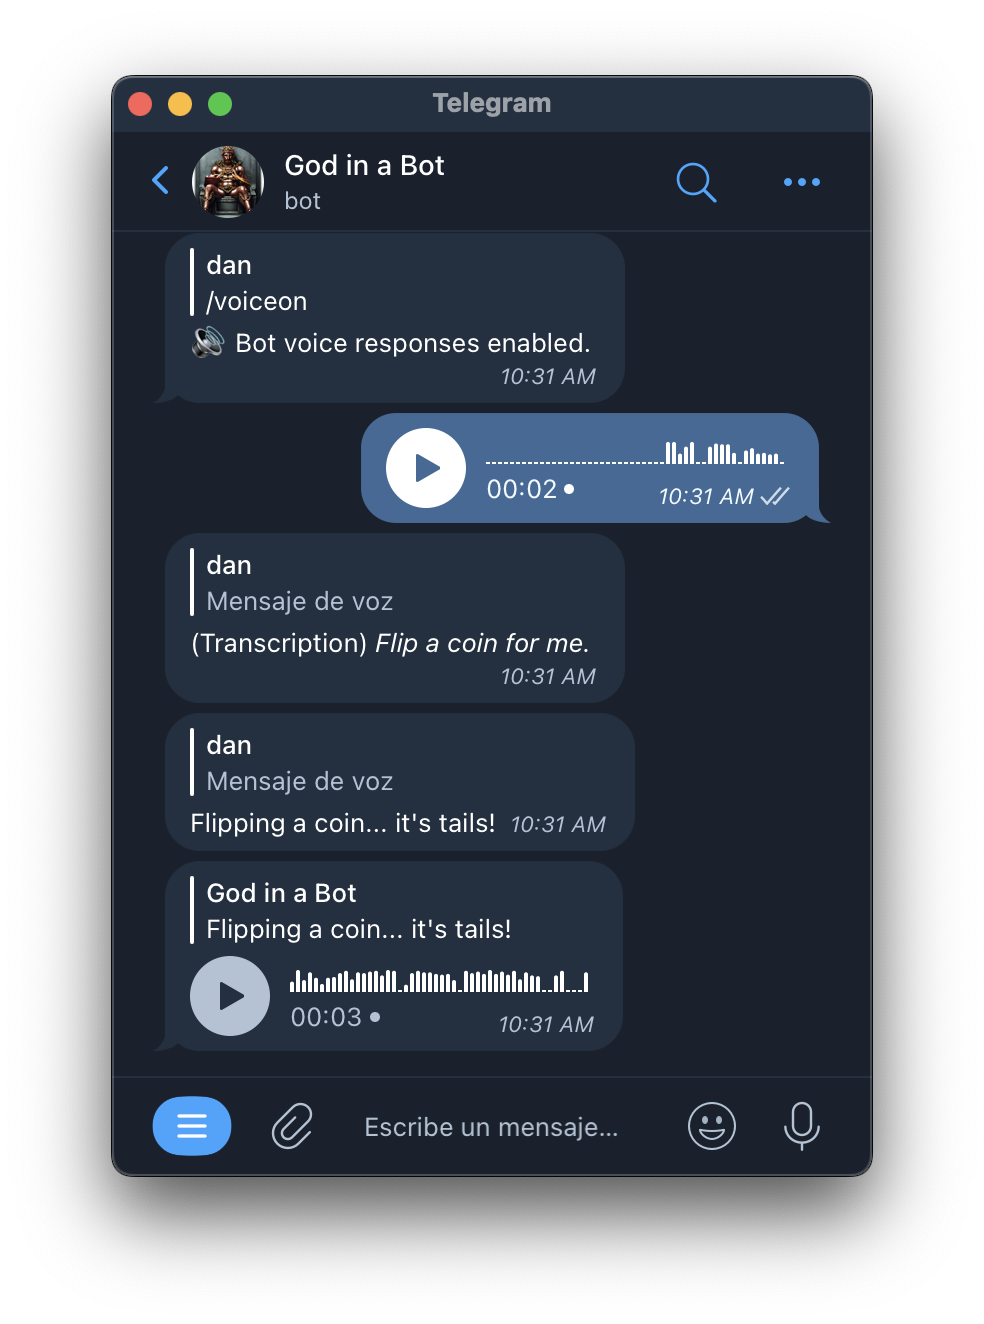 Telegram
God in a Bot
bot
dan
/voiceon
🔊 Bot voice responses enabled.
10:31 AM
00:02
10:31 AM
dan
Mensaje de voz
(Transcription) Flip a coin for me.
10:31 AM
dan
Mensaje de voz
Flipping a coin... it's tails! 10:31 AM
God in a Bot
Flipping a coin... it's tails!
00:03
10:31 AM
Escribe un mensaje...